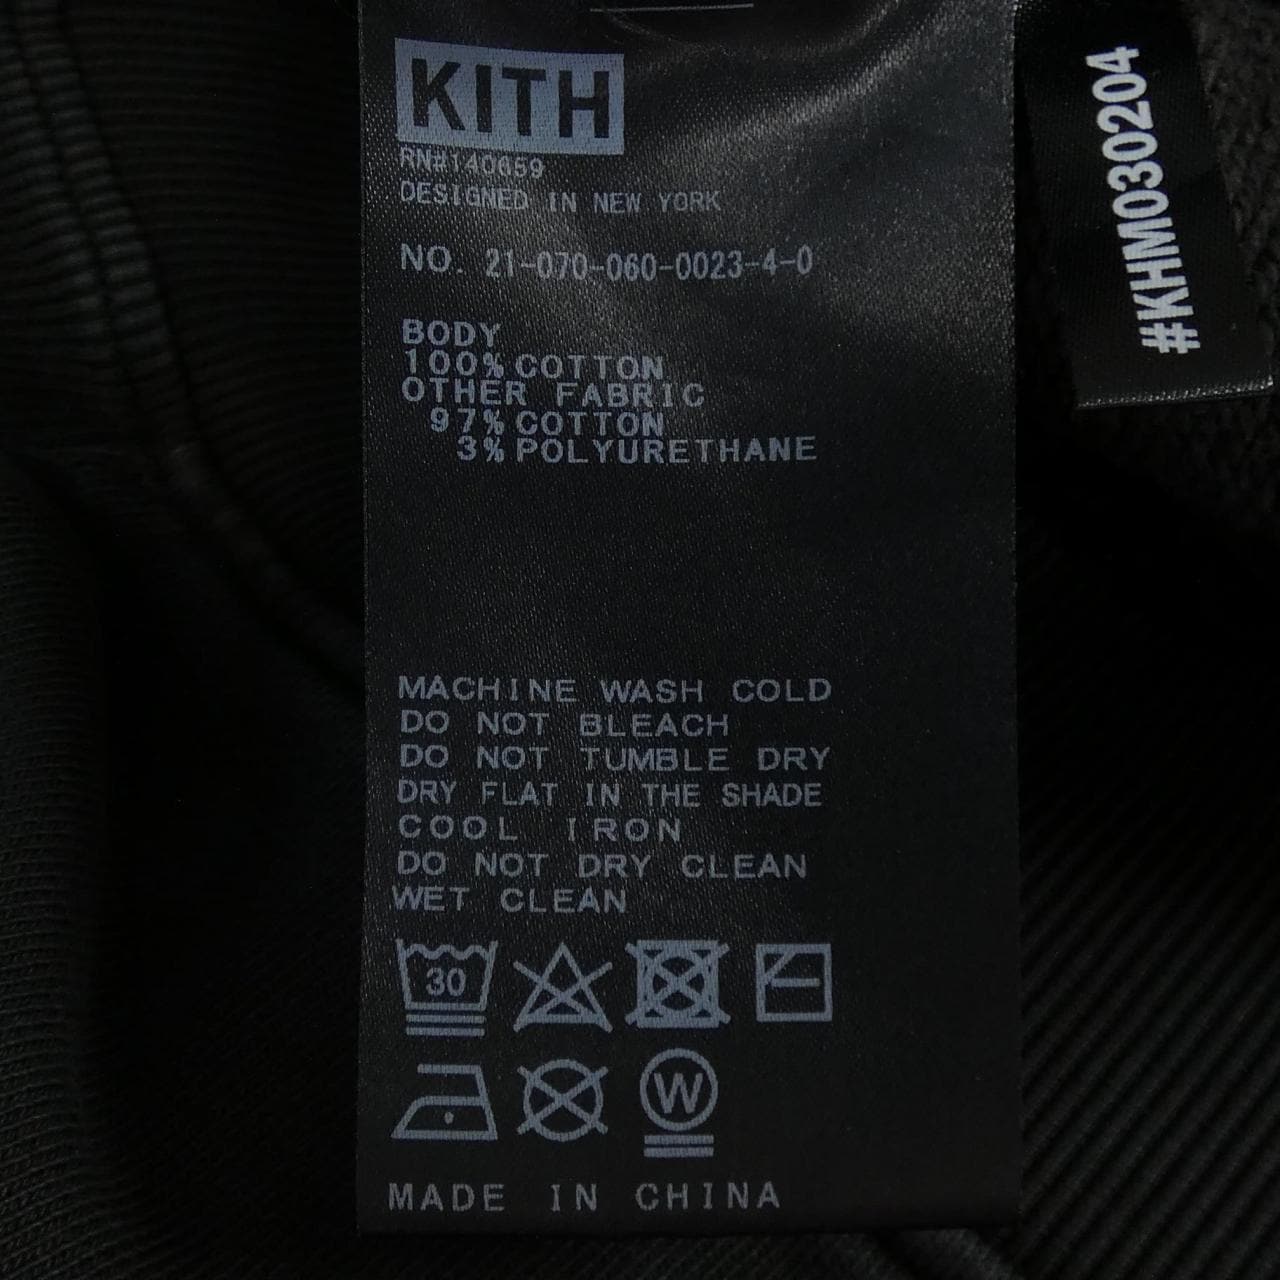 KITH
RN#140659
DESIGNED IN NEW YORK
NO. 21-070-060-0023-4-0
BODY
100%COTTON
OTHER FABRIC
97%COTTON
3%POLYURETHANE
MACHINE WASH COLD
DO NOT BLEACH
DO NOT TUMBLE DRY
DRY FLAT IN THE SHADE
COOL IRON
DO NOT DRY CLEAN
WET CLEAN
30
W
MADE IN CHINA
#KHM030204